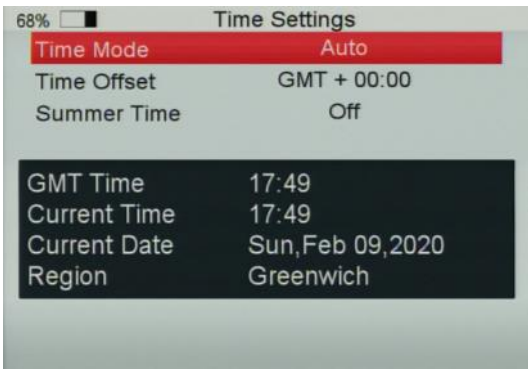 68% Time Settings
Time Mode Auto
Time Offset GMT + 00:00
Summer Time Off
GMT Time 17:49
Current Time 17:49
Current Date Sun,Feb 09,2020
Region Greenwich